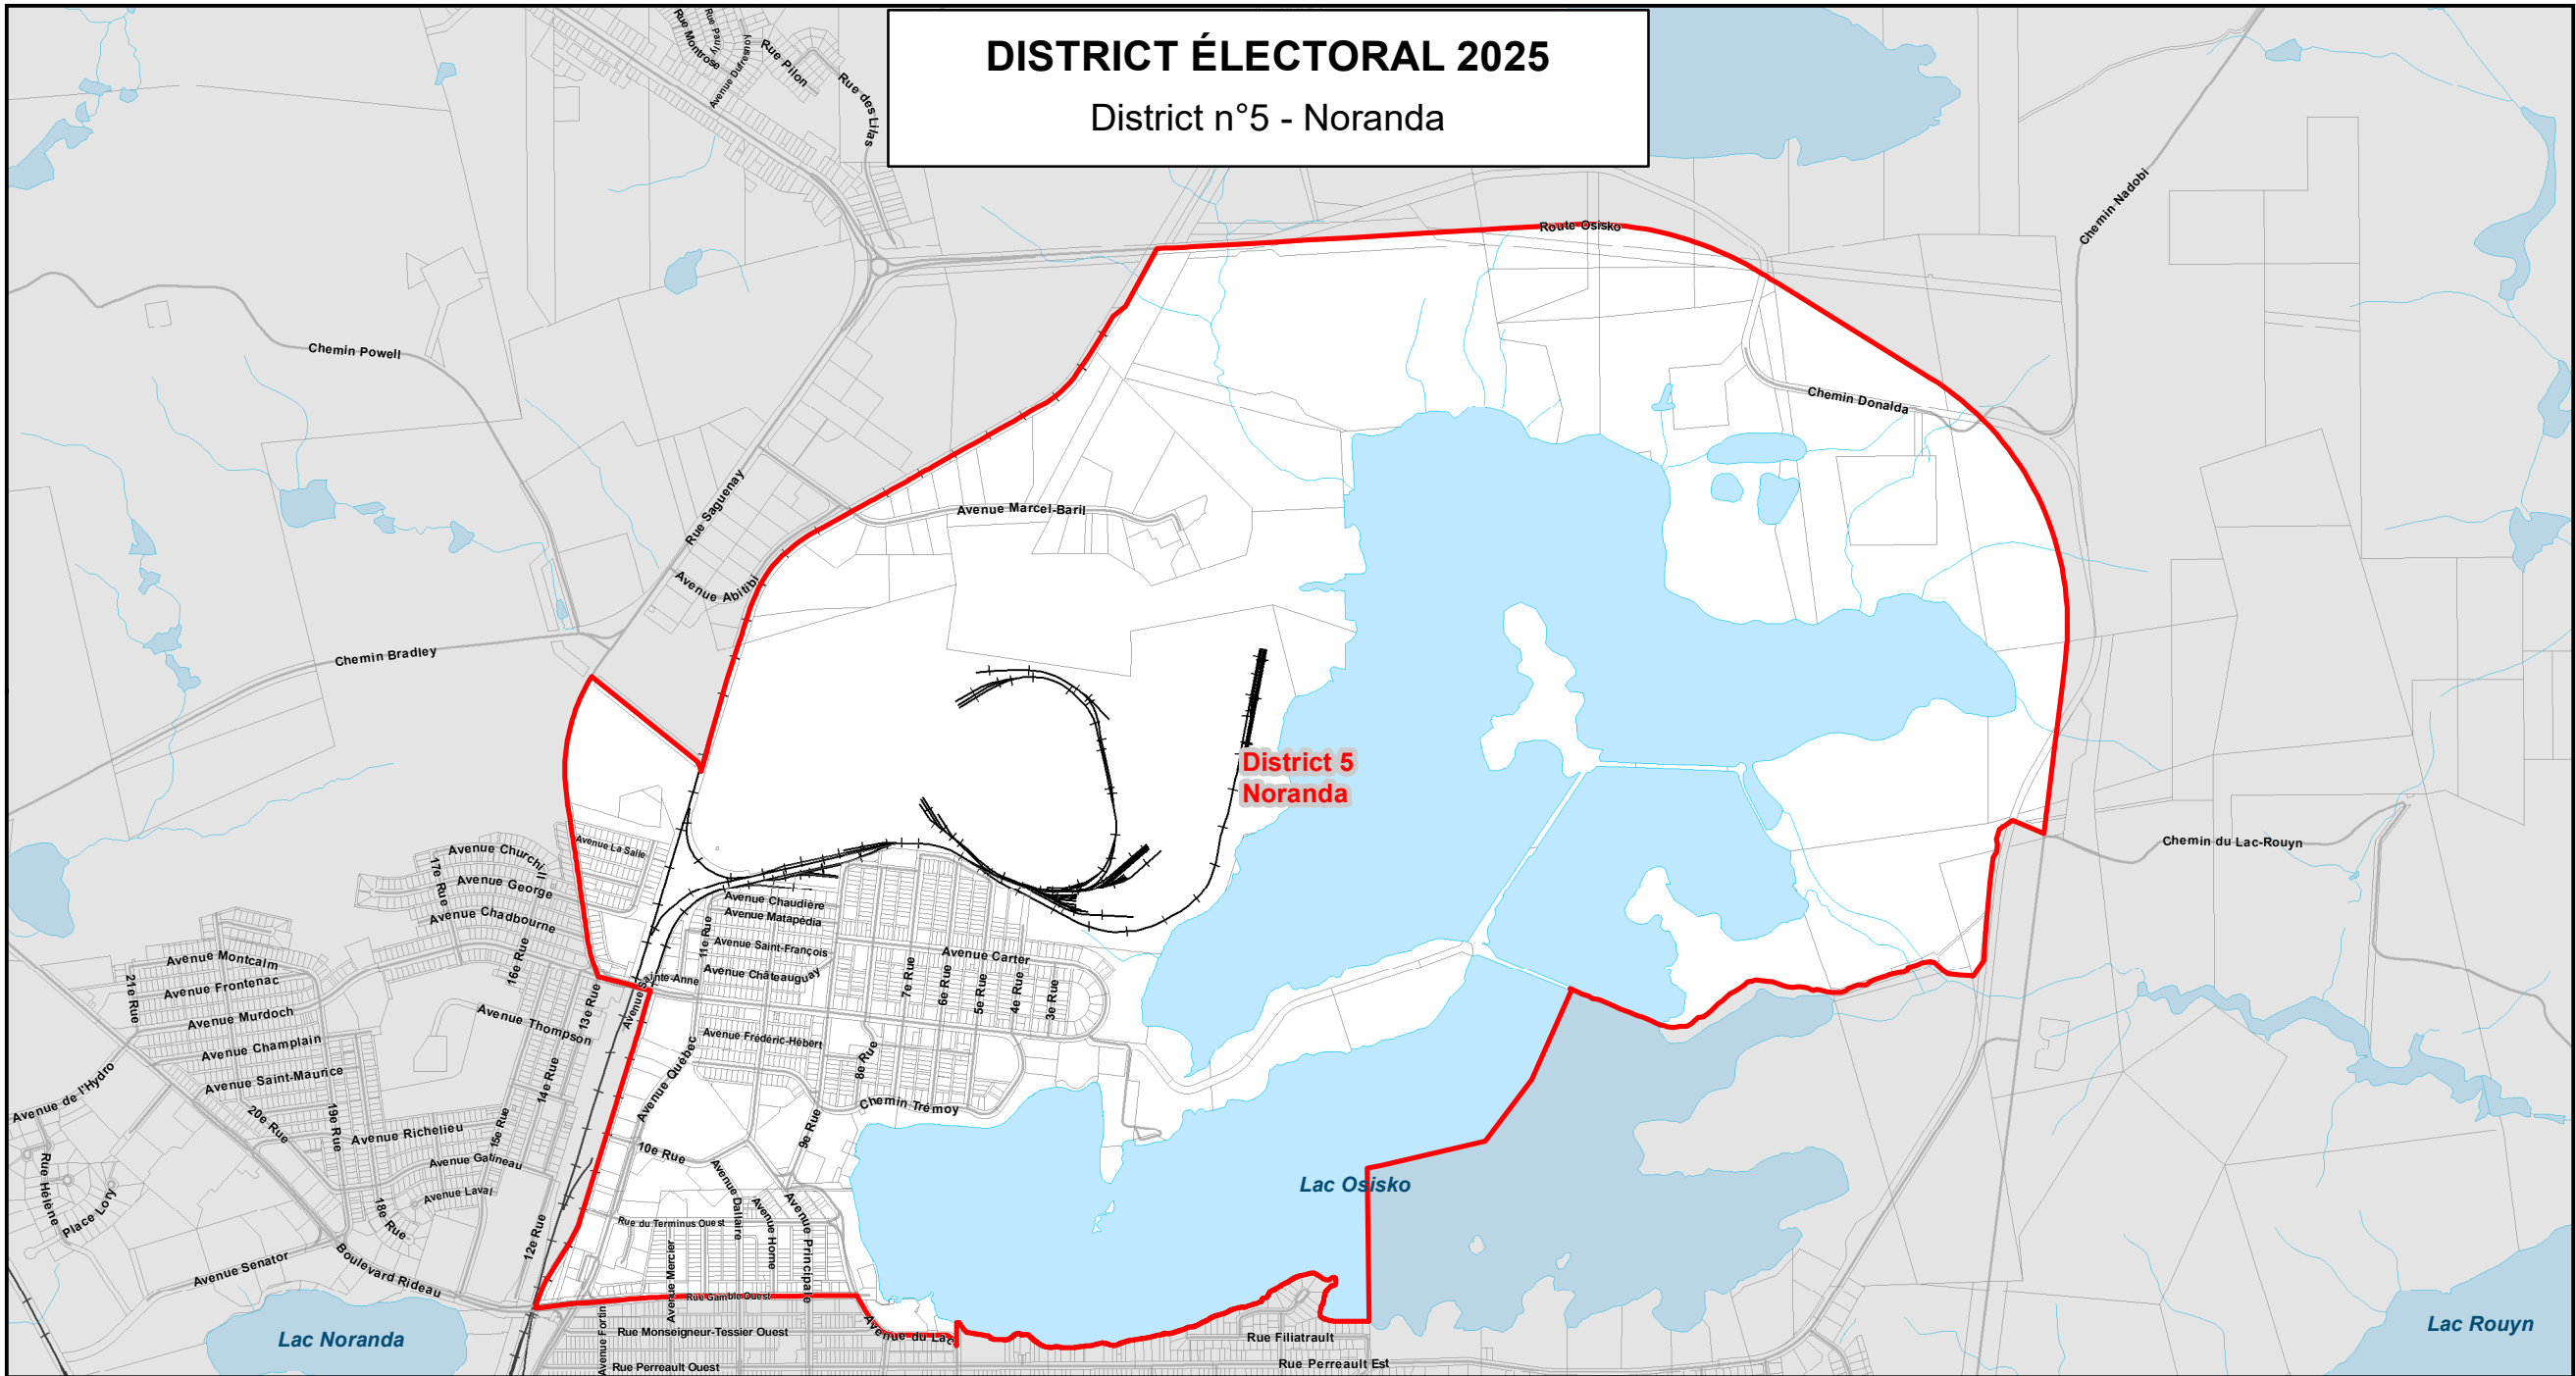 DISTRICT ÉLECTORAL 2025
District n°5 - Noranda
Rue Montrose
Rue Pauly
Avenue Dufresnoy
Rue Pilon
Rue des Lilas
Route Osisko
Chemin Nadobi
Chemin Powell
Chemin Donalda
Rue Saguenay
Avenue Marcel-Baril
Avenue Abitibi
Chemin Bradley
District 5
Noranda
Chemin du Lac-Rouyn
Avenue La Salle
Avenue Churchill
17e Rue
Avenue George
Avenue Chadbourne
16e Rue
Avenue Chaudière
Avenue Matapédia
11e Rue
Avenue Saint-François
Avenue Carter
Avenue Montcalm
Avenue Frontenac
21e Rue
Avenue Murdoch
Avenue Sainte-Anne
Avenue Châteauguay
7e Rue
6e Rue
5e Rue
4e Rue
3e Rue
13e Rue
Avenue Thompson
Avenue Champlain
Avenue Frédéric-Hébert
Avenue Québec
8e Rue
Avenue Saint-Maurice
14e Rue
Avenue de l'Hydro
Chemin Trémoy
20e Rue
19e Rue
Avenue Richelieu
15e Rue
9e Rue
10e Rue
Avenue Gatineau
Rue Hélène
Place Lory
Avenue Laval
18e Rue
Avenue Dallaire
Avenue Horne
Avenue Principale
Lac Osisko
Rue du Terminus Ouest
12e Rue
Avenue Senator
Boulevard Rideau
Avenue Mercier
Rue Gamble Ouest
Avenue Fortin
Lac Noranda
Rue Monseigneur-Tessier Ouest
Avenue du Lac
Rue Filiatrault
Lac Rouyn
Rue Perreault Ouest
Rue Perreault Est